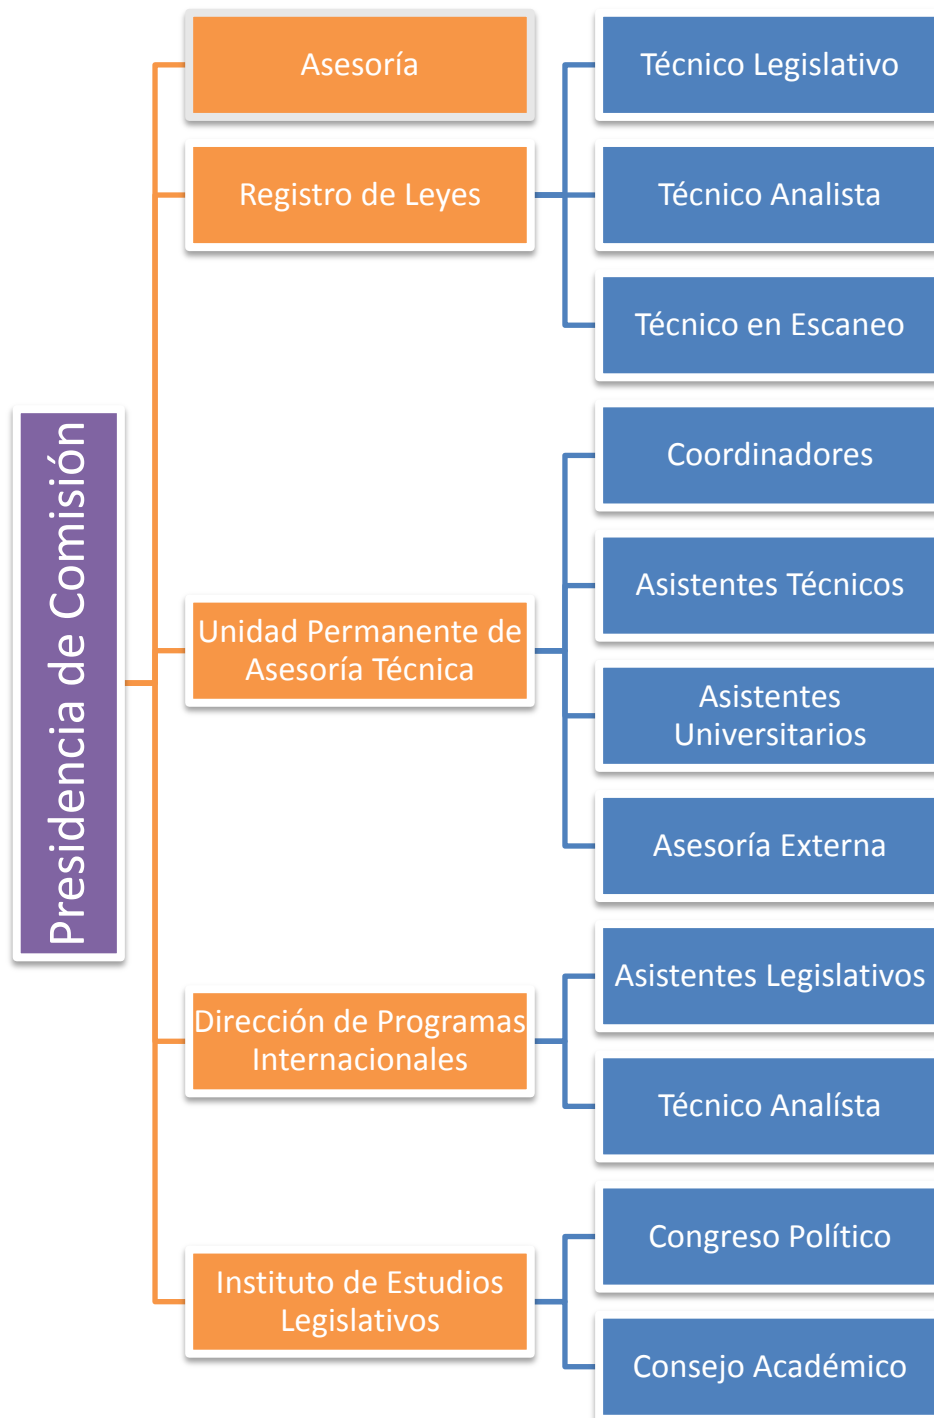 Presidencia de Comisión
Asesoría
Registro de Leyes
Técnico Legislativo
Técnico Analista
Técnico en Escaneo
Unidad Permanente de
Asesoría Técnica
Coordinadores
Asistentes Técnicos
Asistentes
Universitarios
Asesoría Externa
Dirección de Programas
Internacionales
Asistentes Legislativos
Técnico Analísta
Instituto de Estudios
Legislativos
Congreso Político
Consejo Académico